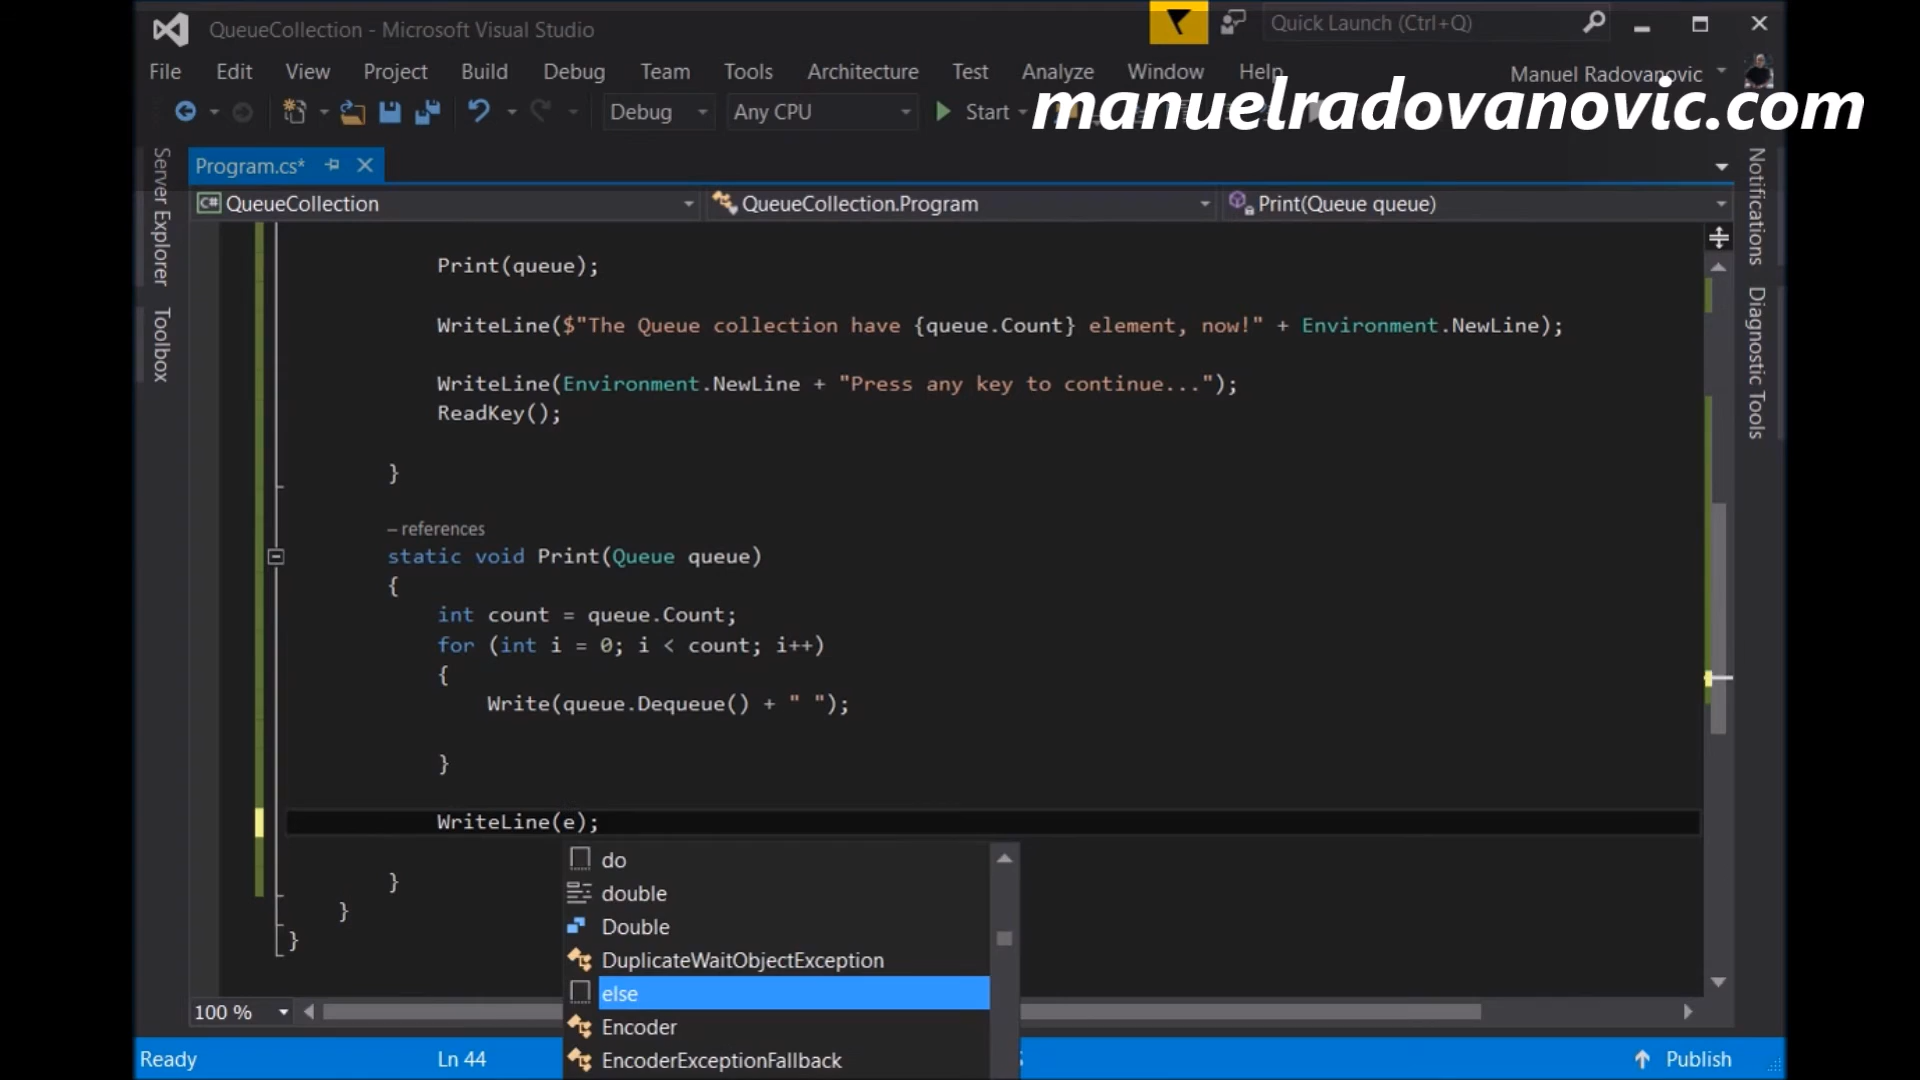 QueueCollection - Microsoft Visual Studio
Quick Launch (Ctrl+Q)
File Edit View Project Build Debug Team Tools Architecture Test Analyze Window Help
Manuel Radovanovic
Debug Any CPU Start
manuelradovanovic.com
Server Explorer
Toolbox
Program.cs*
QueueCollection
QueueCollection.Program
Print(Queue queue)
Notifications
Diagnostic Tools
Print(queue);
WriteLine($"The Queue collection have {queue.Count} element, now!" + Environment.NewLine);
WriteLine(Environment.NewLine + "Press any key to continue...");
ReadKey();
}
– references
static void Print(Queue queue)
{
int count = queue.Count;
for (int i = 0; i < count; i++)
{
Write(queue.Dequeue() + " ");
}
WriteLine(e);
}
}
}
do
double
Double
DuplicateWaitObjectException
else
Encoder
EncoderExceptionFallback
100 %
Ready
Ln 44
Publish